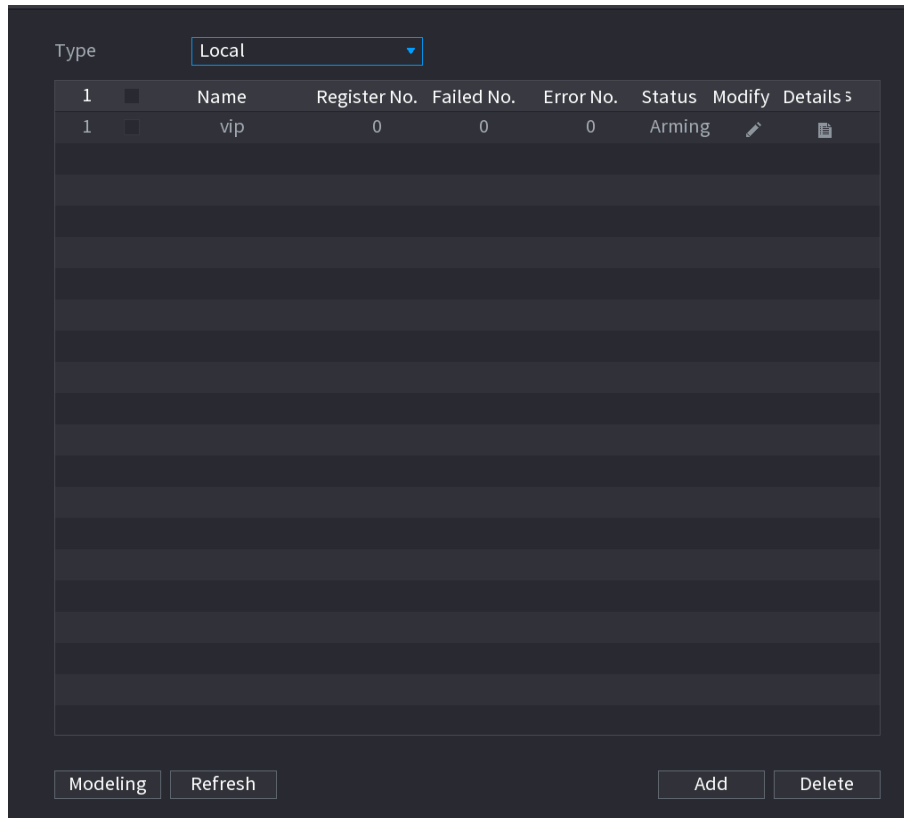 Type Local
1 Name Register No. Failed No. Error No. Status Modify Details s
1 vip 0 0 0 Arming
Modeling Refresh Add Delete